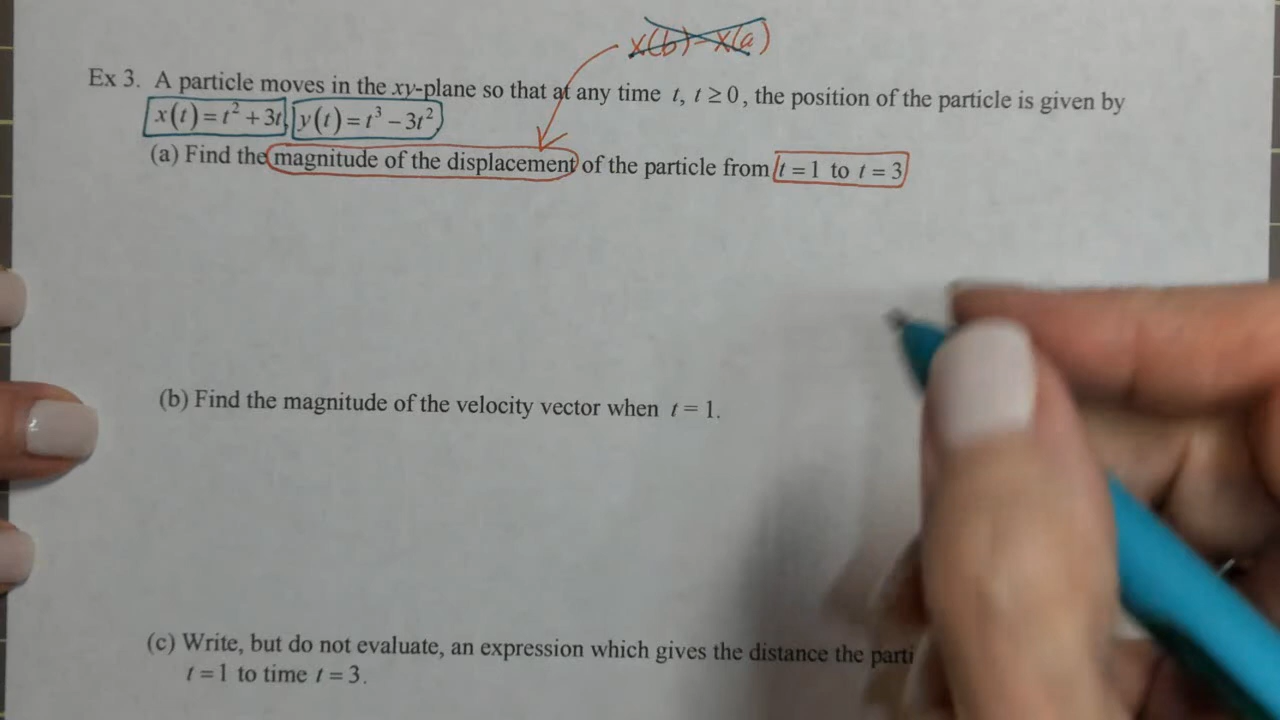 x(b)-x(a)
Ex 3. A particle moves in the xy-plane so that at any time t, t ≥ 0, the position of the particle is given by
x(t) = t² + 3t, y(t) = t³ − 3t²
(a) Find the magnitude of the displacement of the particle from t = 1 to t = 3
(b) Find the magnitude of the velocity vector when t = 1.
(c) Write, but do not evaluate, an expression which gives the distance the parti
t = 1 to time t = 3.